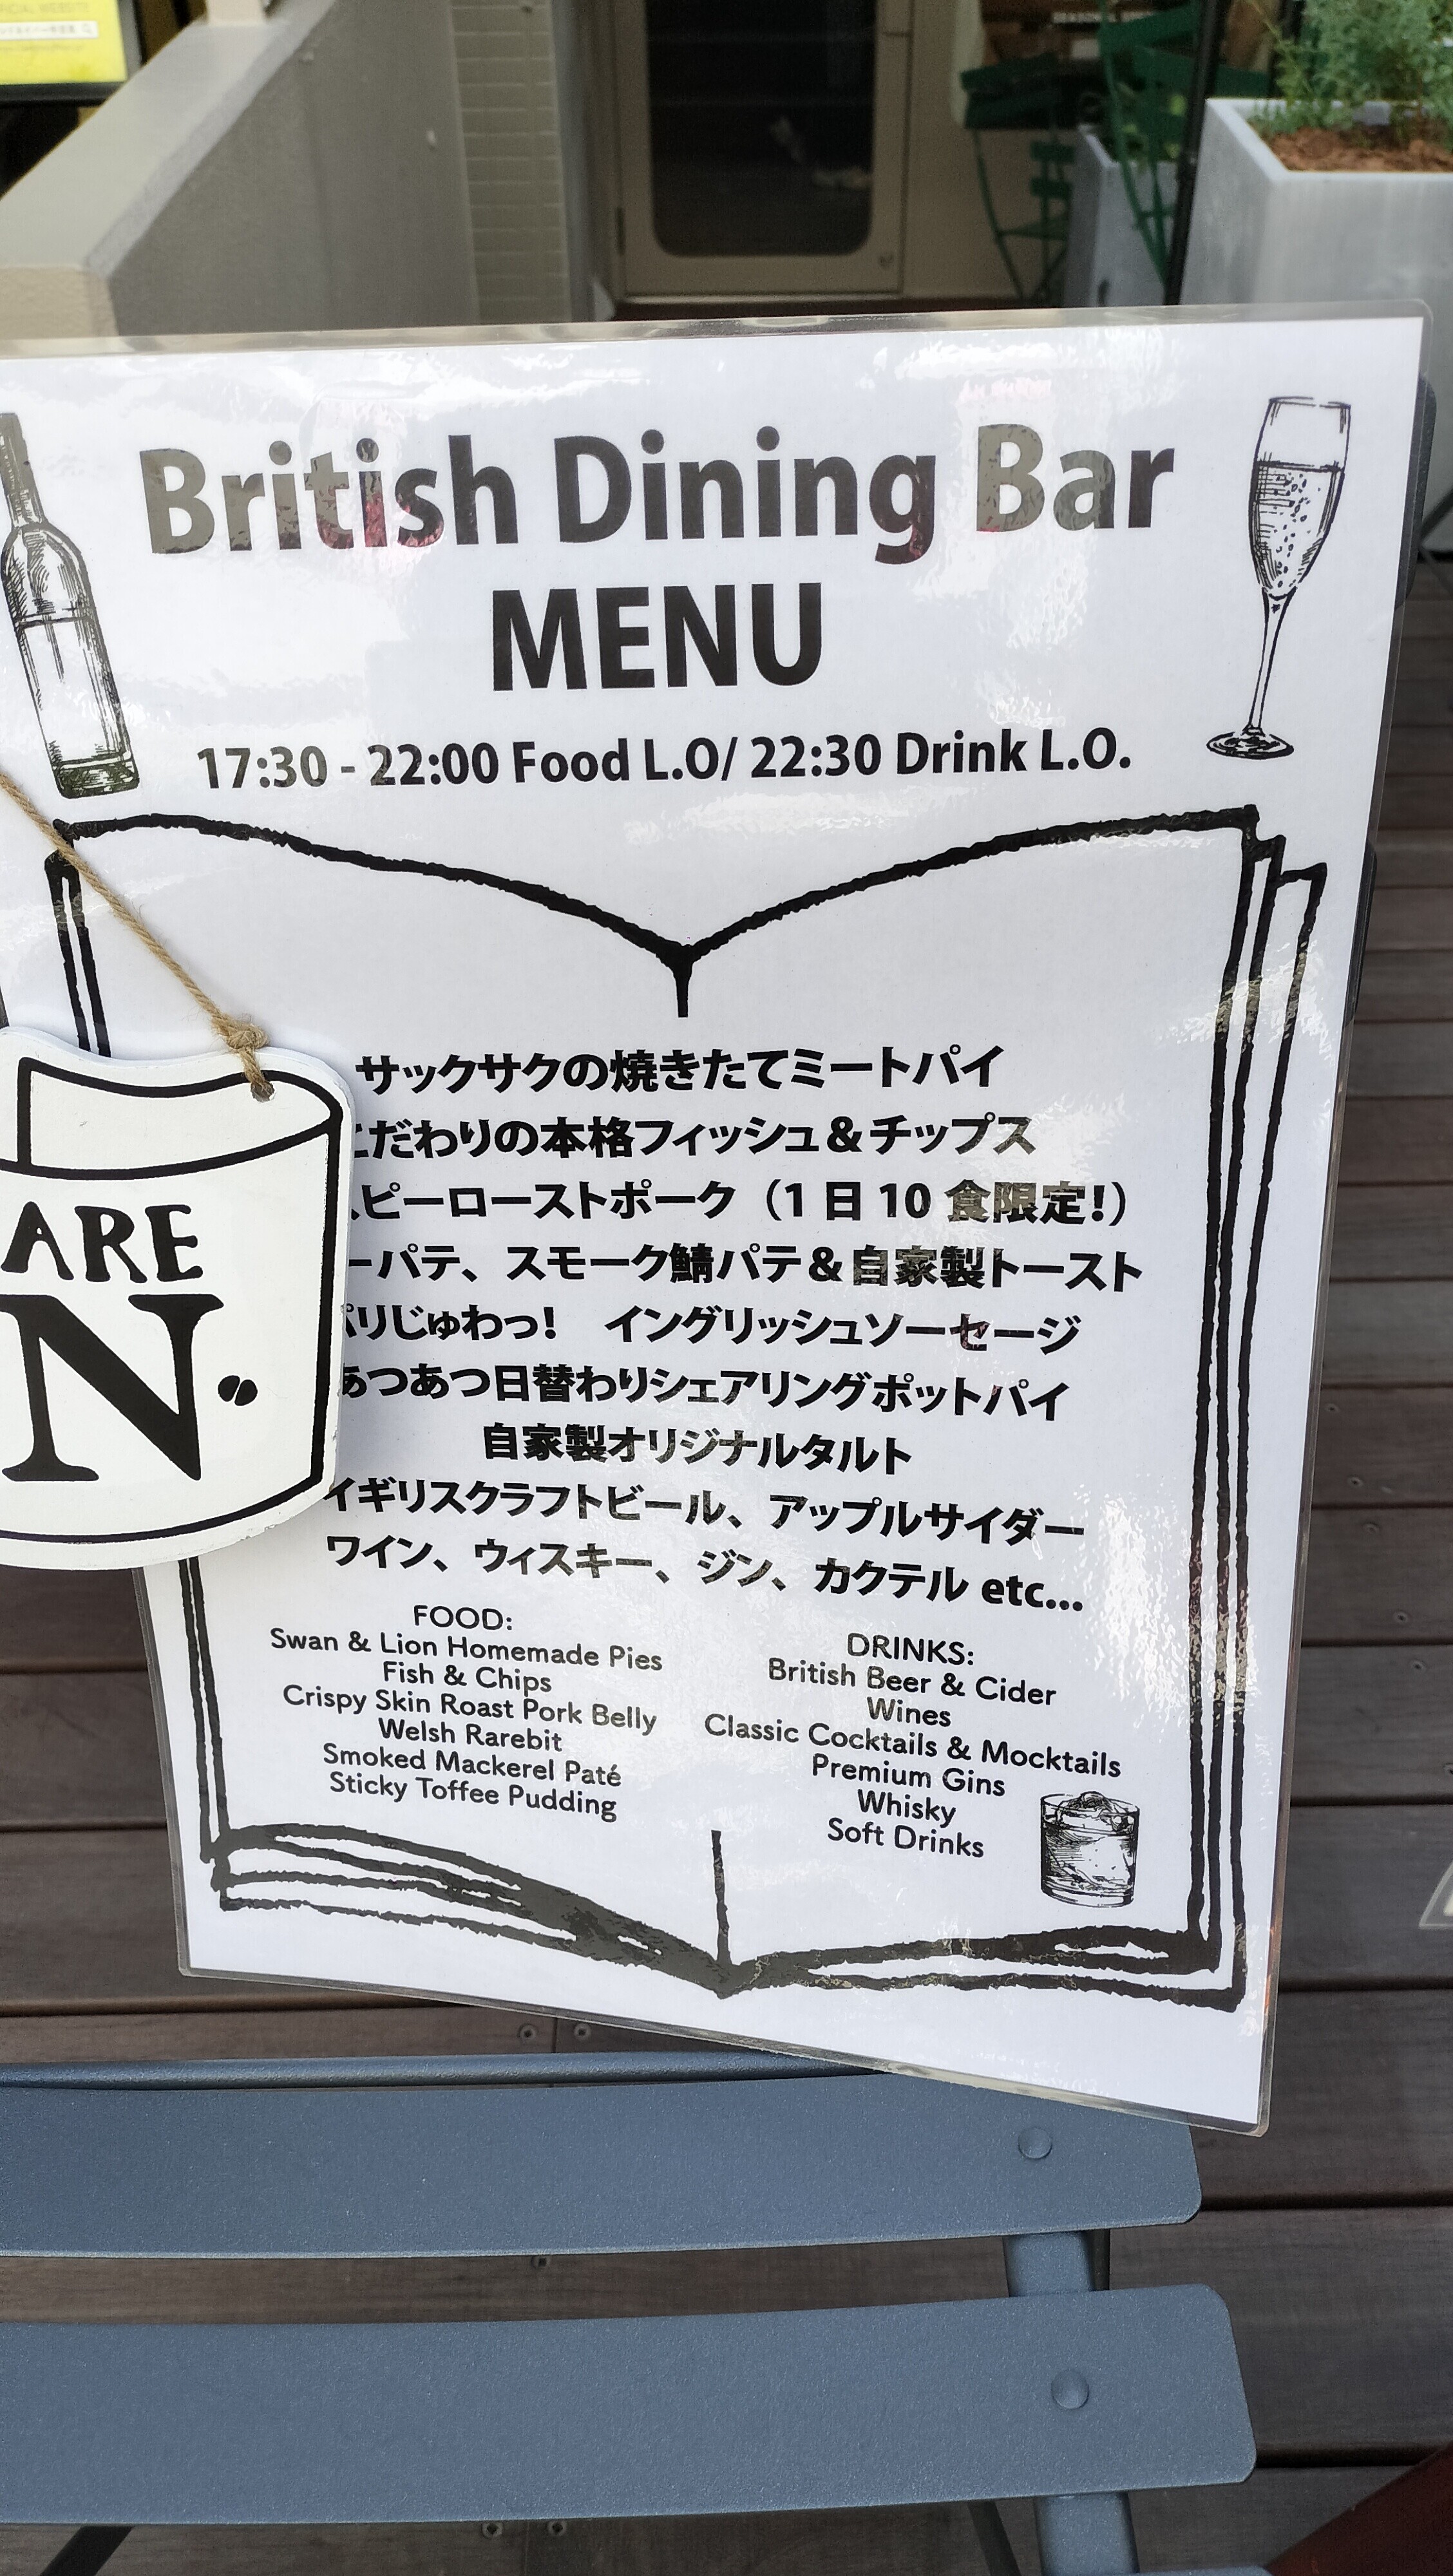 British Dining Bar
MENU
17:30 - 22:00 Food L.O/ 22:30 Drink L.O.
サックサクの焼きたてミートパイ
だわりの本格フィッシュ&チップス
ピーローストポーク（1日10食限定!）
ーパテ、スモーク鯖パテ&自家製トースト
リじゅわっ!　イングリッシュソーセージ
あつあつ日替わりシェアリングポットパイ
自家製オリジナルタルト
イギリスクラフトビール、アップルサイダー
ワイン、ウィスキー、ジン、カクテル etc...
ARE
N.
FOOD:
Swan & Lion Homemade Pies
Fish & Chips
Crispy Skin Roast Pork Belly
Welsh Rarebit
Smoked Mackerel Paté
Sticky Toffee Pudding
DRINKS:
British Beer & Cider
Wines
Classic Cocktails & Mocktails
Premium Gins
Whisky
Soft Drinks